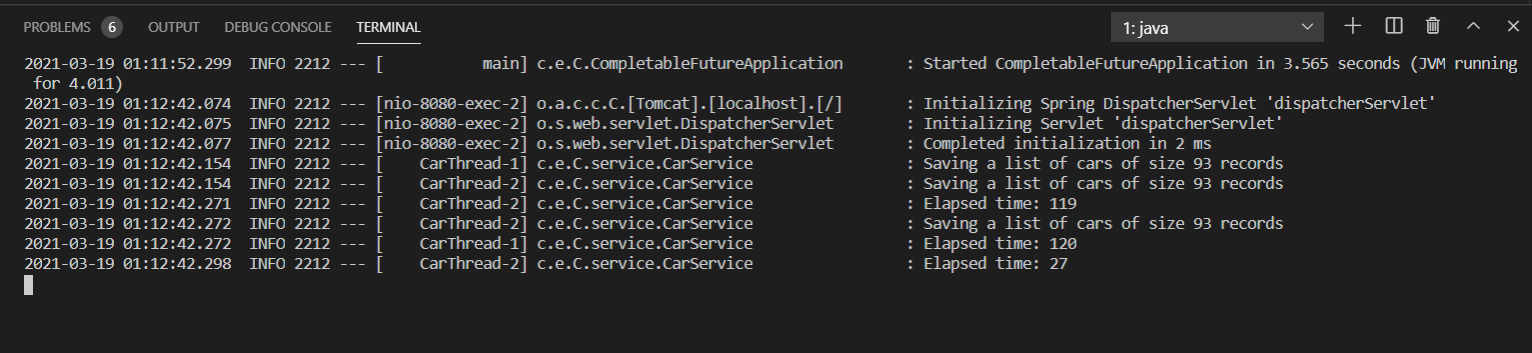 PROBLEMS 6 OUTPUT DEBUG CONSOLE TERMINAL 1: java
2021-03-19 01:11:52.299  INFO 2212 --- [           main] c.e.C.CompletableFutureApplication       : Started CompletableFutureApplication in 3.565 seconds (JVM running
 for 4.011)
2021-03-19 01:12:42.074  INFO 2212 --- [nio-8080-exec-2] o.a.c.c.C.[Tomcat].[localhost].[/]       : Initializing Spring DispatcherServlet 'dispatcherServlet'
2021-03-19 01:12:42.075  INFO 2212 --- [nio-8080-exec-2] o.s.web.servlet.DispatcherServlet        : Initializing Servlet 'dispatcherServlet'
2021-03-19 01:12:42.077  INFO 2212 --- [nio-8080-exec-2] o.s.web.servlet.DispatcherServlet        : Completed initialization in 2 ms
2021-03-19 01:12:42.154  INFO 2212 --- [    CarThread-1] c.e.C.service.CarService                 : Saving a list of cars of size 93 records
2021-03-19 01:12:42.154  INFO 2212 --- [    CarThread-2] c.e.C.service.CarService                 : Saving a list of cars of size 93 records
2021-03-19 01:12:42.271  INFO 2212 --- [    CarThread-2] c.e.C.service.CarService                 : Elapsed time: 119
2021-03-19 01:12:42.272  INFO 2212 --- [    CarThread-2] c.e.C.service.CarService                 : Saving a list of cars of size 93 records
2021-03-19 01:12:42.272  INFO 2212 --- [    CarThread-1] c.e.C.service.CarService                 : Elapsed time: 120
2021-03-19 01:12:42.298  INFO 2212 --- [    CarThread-2] c.e.C.service.CarService                 : Elapsed time: 27